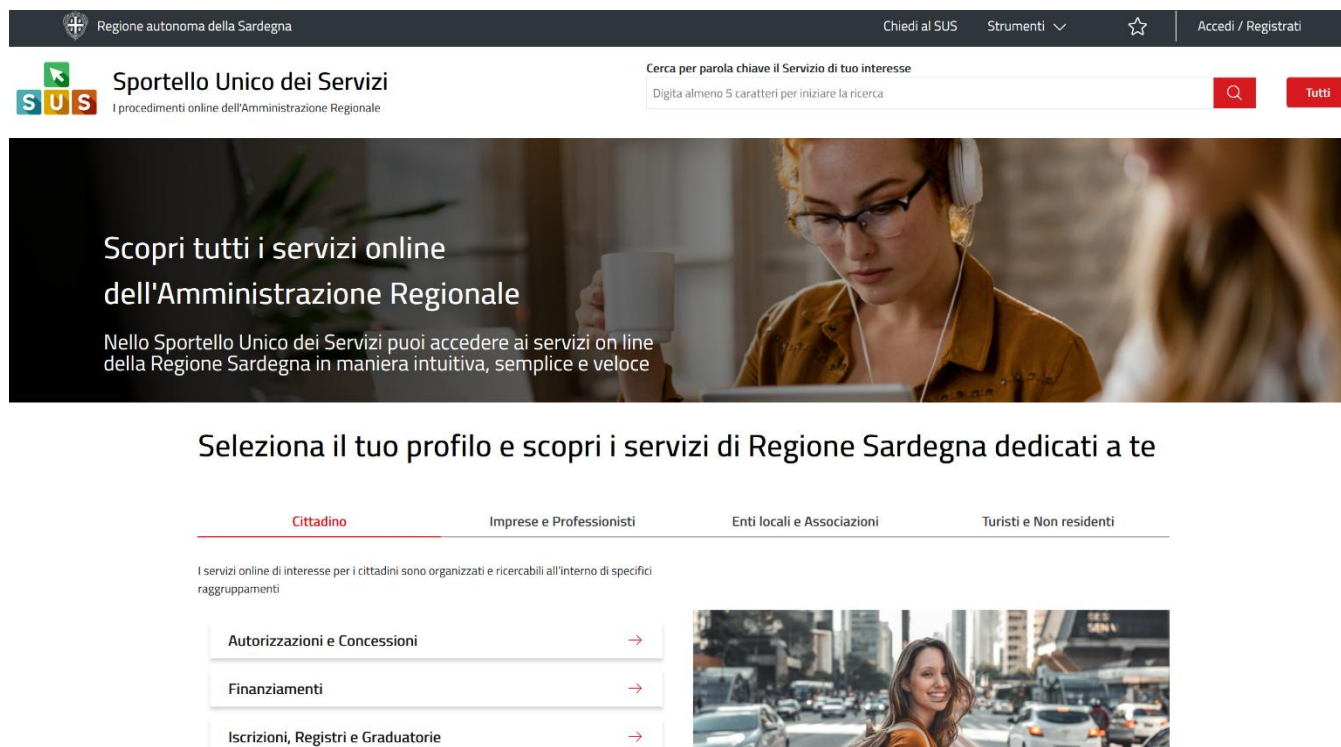 Regione autonoma della Sardegna
Chiedi al SUS
Strumenti
Accedi / Registrati
SUS
Sportello Unico dei Servizi
I procedimenti online dell'Amministrazione Regionale
Cerca per parola chiave il Servizio di tuo interesse
Digita almeno 5 caratteri per iniziare la ricerca
Tutti
Scopri tutti i servizi online
dell'Amministrazione Regionale
Nello Sportello Unico dei Servizi puoi accedere ai servizi on line
della Regione Sardegna in maniera intuitiva, semplice e veloce
Seleziona il tuo profilo e scopri i servizi di Regione Sardegna dedicati a te
Cittadino
Imprese e Professionisti
Enti locali e Associazioni
Turisti e Non residenti
I servizi online di interesse per i cittadini sono organizzati e ricercabili all'interno di specifici
raggruppamenti
Autorizzazioni e Concessioni
Finanziamenti
Iscrizioni, Registri e Graduatorie